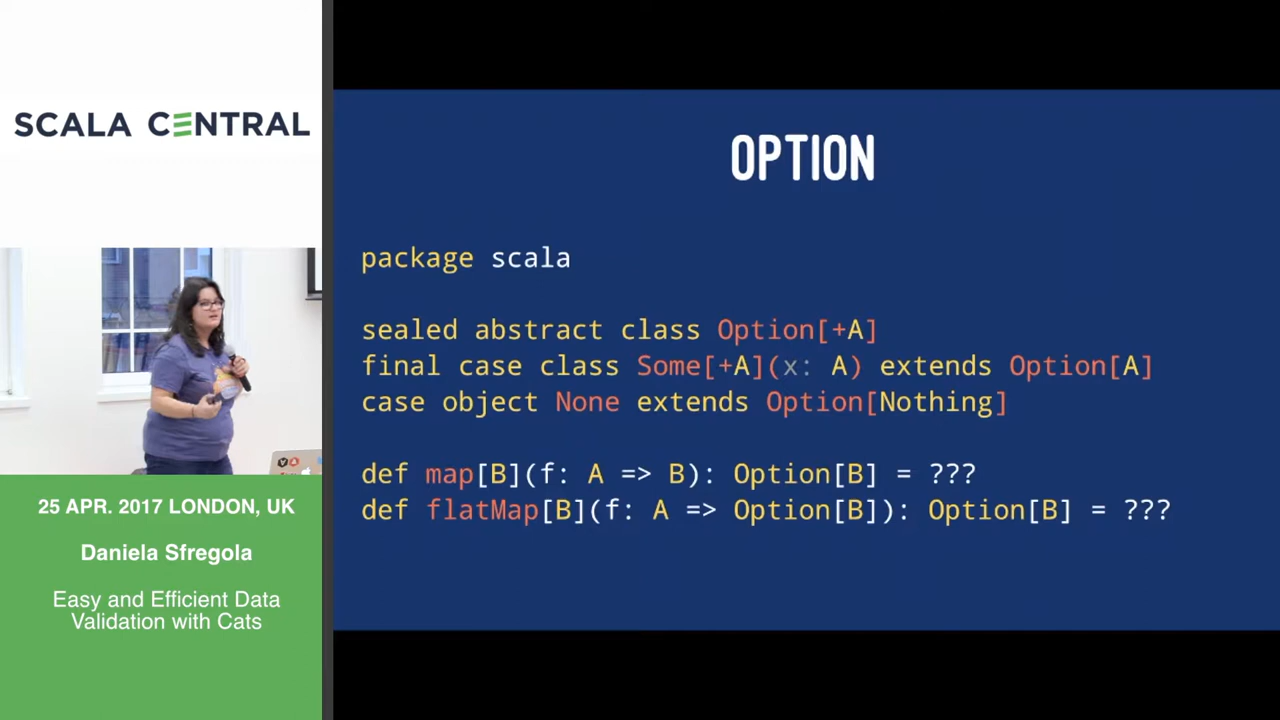 SCALA CENTRAL
25 APR. 2017 LONDON, UK
Daniela Sfregola
Easy and Efficient Data
Validation with Cats
OPTION
package scala
sealed abstract class Option[+A]
final case class Some[+A](x: A) extends Option[A]
case object None extends Option[Nothing]
def map[B](f: A => B): Option[B] = ???
def flatMap[B](f: A => Option[B]): Option[B] = ???